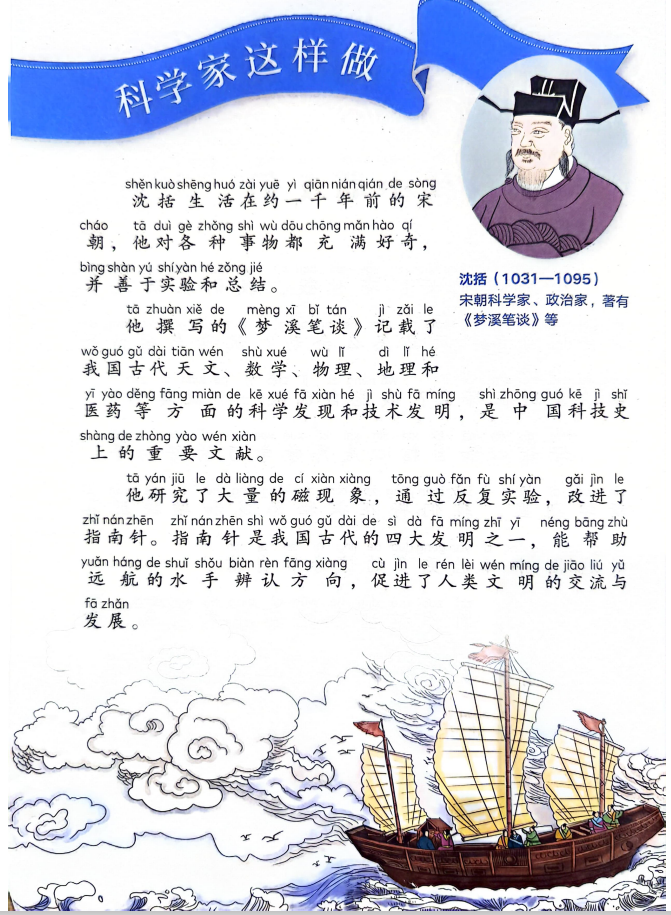 科学家这样做
shěn kuò shēng huó zài yuē yì qiān nián qián de sòng
沈括生活在约一千年前的宋
cháo tā duì gè zhǒng shì wù dōu chōng mǎn hào qí
朝，他对各种事物都充满好奇，
bìng shàn yú shí yàn hé zǒng jié
并善于实验和总结。
tā zhuàn xiě de mèng xī bǐ tán jì zǎi le
他撰写的《梦溪笔谈》记载了
wǒ guó gǔ dài tiān wén shù xué wù lǐ dì lǐ hé
我国古代天文、数学、物理、地理和
yī yào děng fāng miàn de kē xué fā xiàn hé jì shù fā míng shì zhōng guó kē jì shǐ
医药等方面的科学发现和技术发明，是中国科技史
shàng de zhòng yào wén xiàn
上的重要文献。
tā yán jiū le dà liàng de cí xiàn xiàng tōng guò fǎn fù shí yàn gǎi jìn le
他研究了大量的磁现象，通过反复实验，改进了
zhǐ nán zhēn zhǐ nán zhēn shì wǒ guó gǔ dài de sì dà fā míng zhī yī néng bāng zhù
指南针。指南针是我国古代的四大发明之一，能帮助
yuǎn háng de shuǐ shǒu biàn rèn fāng xiàng cù jìn le rén lèi wén míng de jiāo liú yǔ
远航的水手辨认方向，促进了人类文明的交流与
fā zhǎn
发展。
沈括（1031—1095）
宋朝科学家、政治家，著有
《梦溪笔谈》等